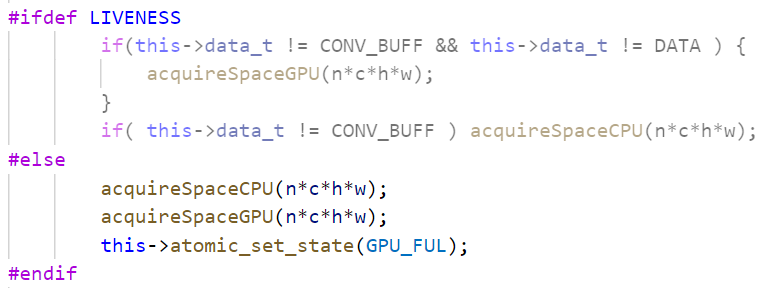 #ifdef LIVENESS
if(this->data_t != CONV_BUFF && this->data_t != DATA ) {
acquireSpaceGPU(n*c*h*w);
}
if( this->data_t != CONV_BUFF ) acquireSpaceCPU(n*c*h*w);
#else
acquireSpaceCPU(n*c*h*w);
acquireSpaceGPU(n*c*h*w);
this->atomic_set_state(GPU_FUL);
#endif